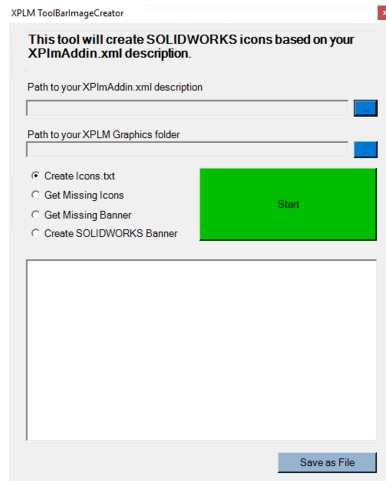 XPLM ToolBarImageCreator
This tool will create SOLIDWORKS icons based on your
XPlmAddin.xml description.
Path to your XPlmAddin.xml description
...
Path to your XPLM Graphics folder
...
Create Icons.txt
Get Missing Icons
Get Missing Banner
Create SOLIDWORKS Banner
Start
Save as File